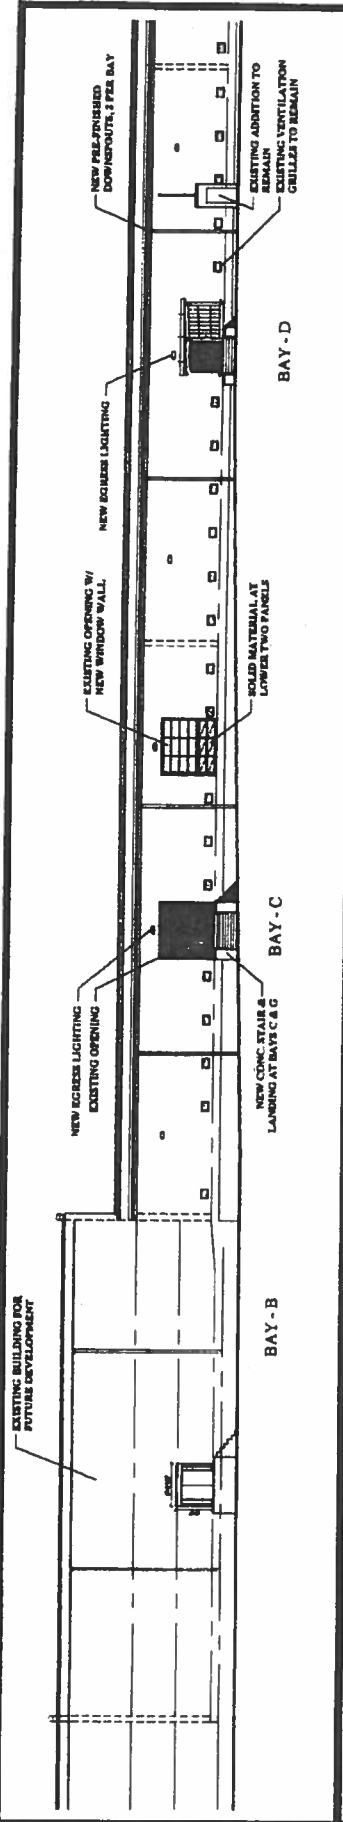 EXISTING BUILDING FOR
FUTURE DEVELOPMENT
NEW EGRESS LIGHTING
EXISTING OPENING
EXISTING OPENING W/
NEW WINDOW WALL
NEW EGRESS LIGHTING
NEW PRE-FINISHED
DOWNSPOUTS, 2 PER BAY
NEW CONC. STAIR &
LANDING AT BAYS C & G
SOLID MATERIAL AT
LOWER TWO PANELS
EXISTING ADDITION TO
REMAIN
EXISTING VENTILATION
GRILLES TO REMAIN
BAY-B
BAY-C
BAY-D